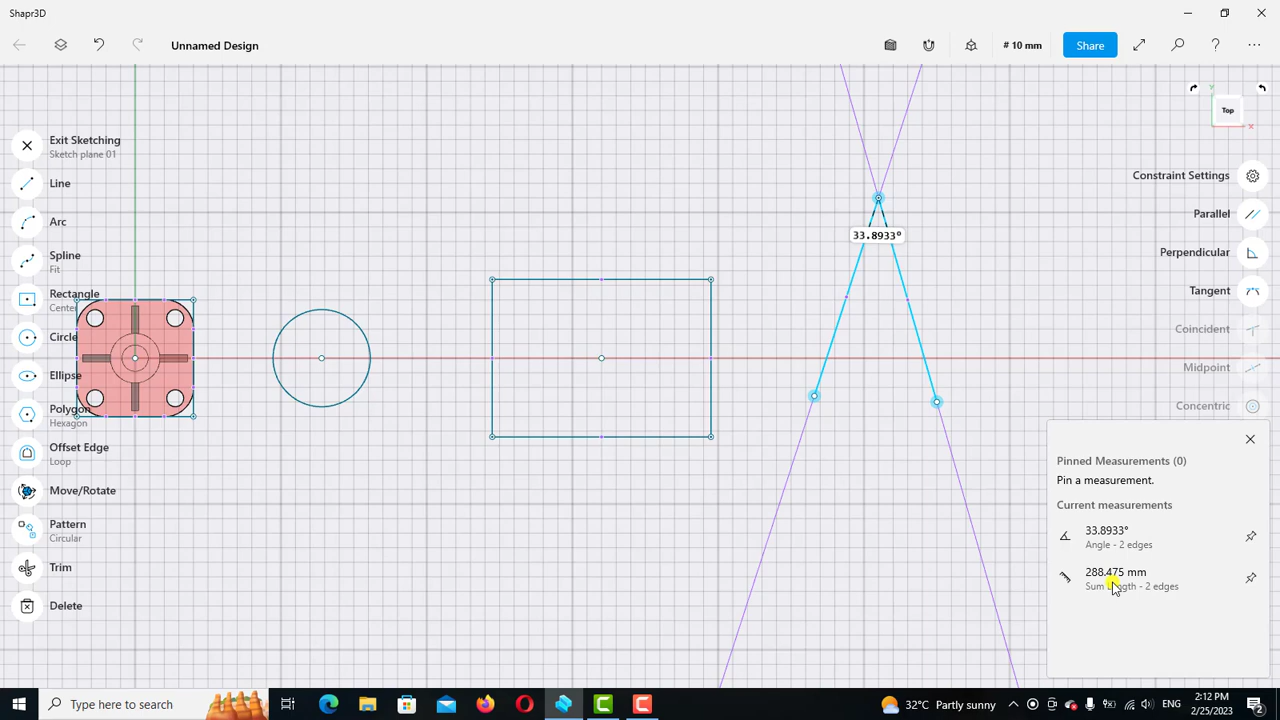 Shapr3D
Unnamed Design
# 10 mm
Share
Top
Y
X
Exit Sketching
Sketch plane 01
Line
Arc
Spline
Fit
Rectangle
Center
Circle
Ellipse
Polygon
Hexagon
Offset Edge
Loop
Move/Rotate
Pattern
Circular
Trim
Delete
33.8933°
Constraint Settings
Parallel
Perpendicular
Tangent
Coincident
Midpoint
Concentric
Pinned Measurements (0)
Pin a measurement.
Current measurements
33.8933°
Angle - 2 edges
288.475 mm
Sum Length - 2 edges
Type here to search
32°C Partly sunny
ENG
2:12 PM
2/25/2023
2